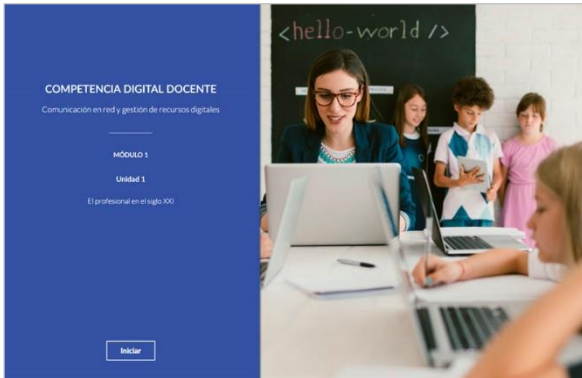 COMPETENCIA DIGITAL DOCENTE
Comunicación en red y gestión de recursos digitales
MÓDULO 1
Unidad 1
El profesional en el siglo XXI
Iniciar
<hello-world />